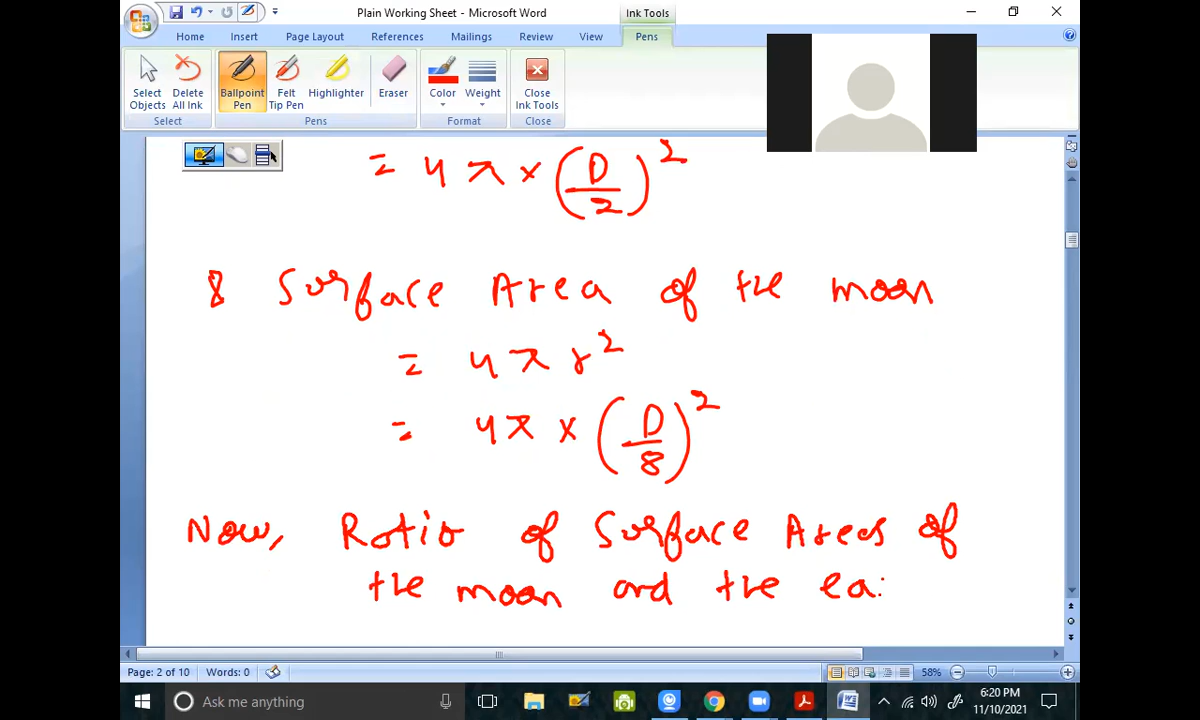 Plain Working Sheet - Microsoft Word
Ink Tools
Home Insert Page Layout References Mailings Review View Pens
Select Objects
Delete All Ink
Ballpoint Pen
Felt Tip Pen
Highlighter
Eraser
Color
Weight
Close Ink Tools
Select Pens Format Close
= 4 π × (D/2)²
& Surface Area of the moon
= 4 π r²
= 4π × (D/8)²
Now, Ratio of Surface Areas of
the moon and the ea
Page: 2 of 10 Words: 0 58%
Ask me anything
6:20 PM
11/10/2021